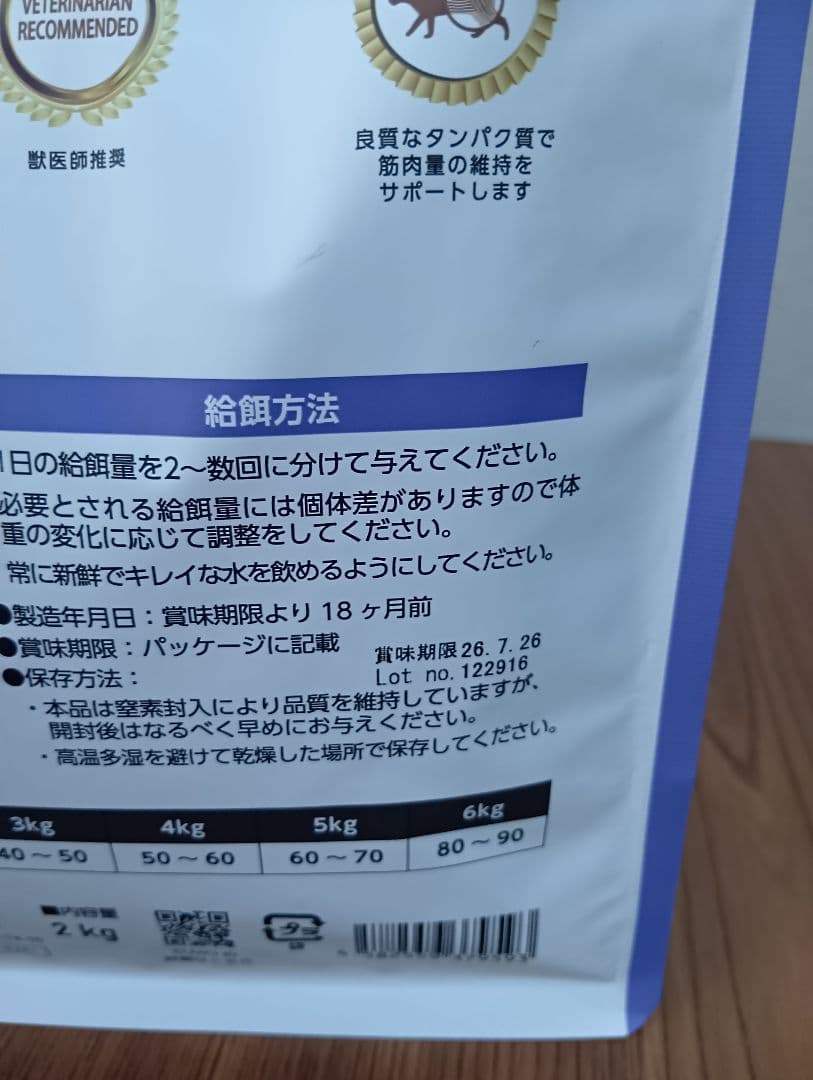 VETERINARIAN
RECOMMENDED
獣医師推奨
良質なタンパク質で
筋肉量の維持を
サポートします
給餌方法
1日の給餌量を2〜数回に分けて与えてください。
必要とされる給餌量には個体差がありますので体
重の変化に応じて調整をしてください。
常に新鮮でキレイな水を飲めるようにしてください。
●製造年月日：賞味期限より 18 ヶ月前
●賞味期限：パッケージに記載
賞味期限26.7.26
Lot no.122916
●保存方法：
・本品は窒素封入により品質を維持していますが、
開封後はなるべく早めにお与えください。
・高温多湿を避けて乾燥した場所で保存してください。
3kg 4kg 5kg 6kg
40〜50 50〜60 60〜70 80〜90
■内容量
2 kg
プラ